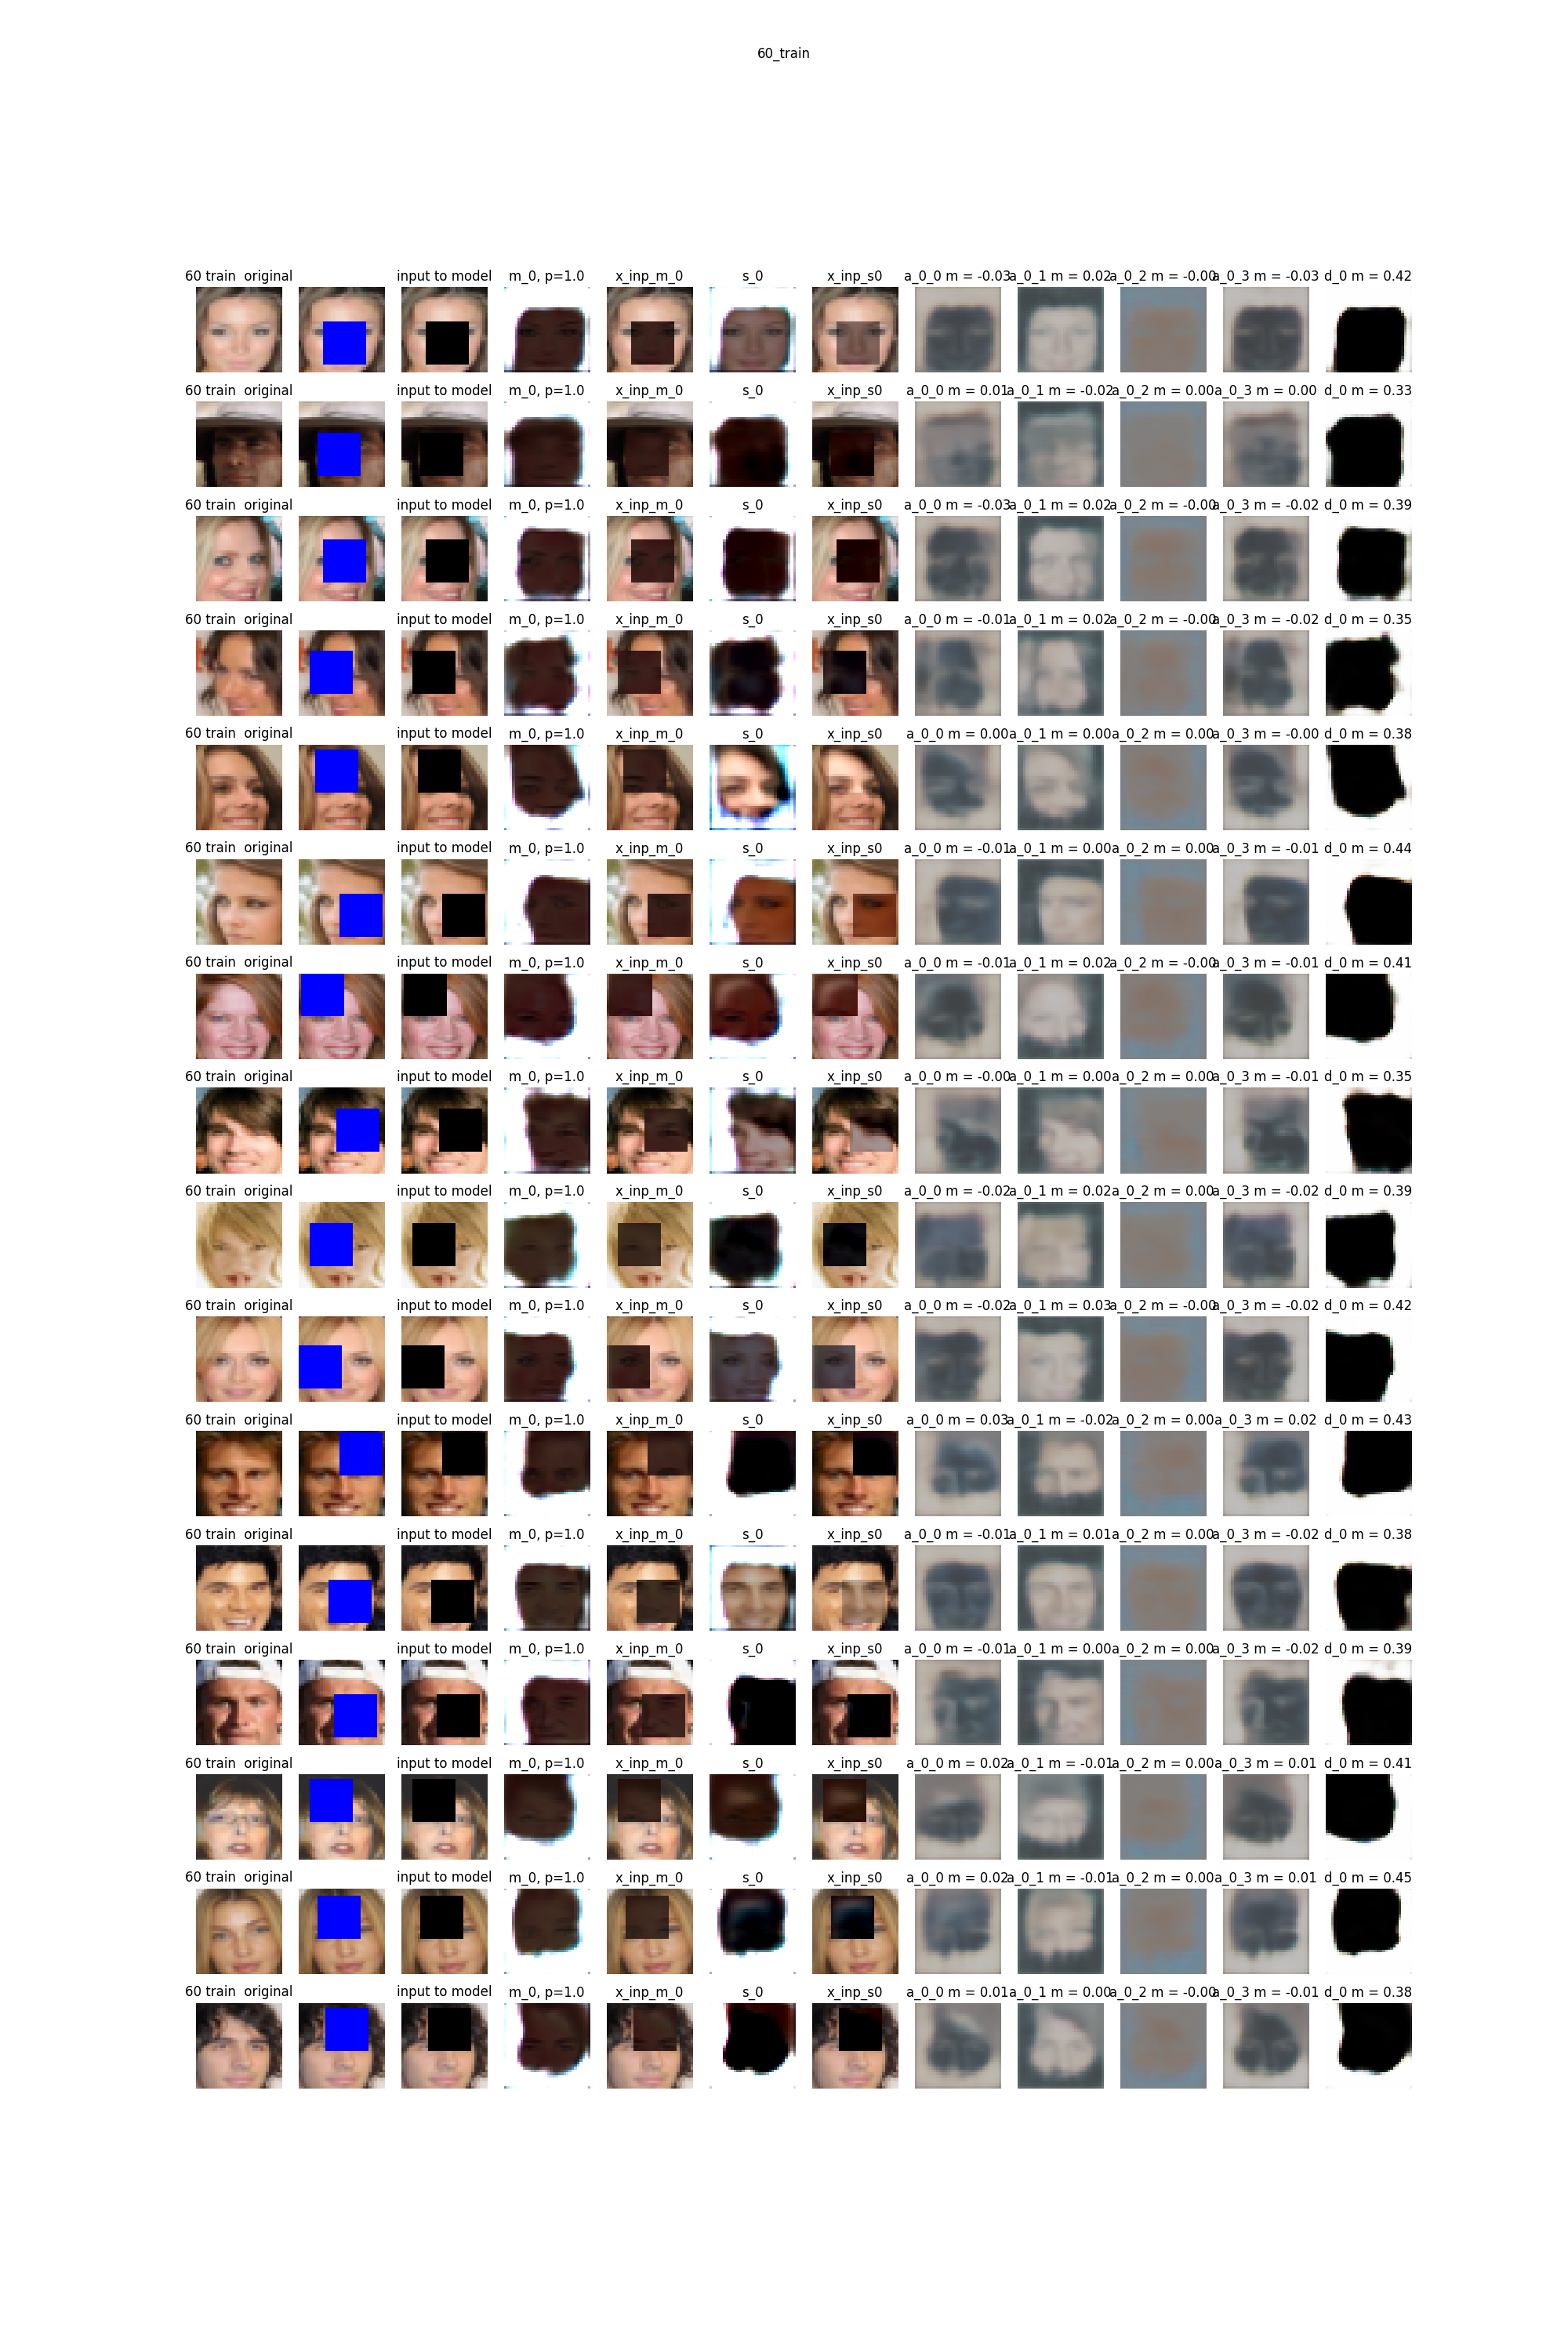 60_train
60 train  original input to model m_0, p=1.0 x_inp_m_0 s_0 x_inp_s0 a_0_0 m = -0.03 a_0_1 m = 0.02 a_0_2 m = -0.00 a_0_3 m = -0.03 d_0 m = 0.42
60 train  original input to model m_0, p=1.0 x_inp_m_0 s_0 x_inp_s0 a_0_0 m = 0.01 a_0_1 m = -0.02 a_0_2 m = 0.00 a_0_3 m = 0.00 d_0 m = 0.33
60 train  original input to model m_0, p=1.0 x_inp_m_0 s_0 x_inp_s0 a_0_0 m = -0.03 a_0_1 m = 0.02 a_0_2 m = -0.00 a_0_3 m = -0.02 d_0 m = 0.39
60 train  original input to model m_0, p=1.0 x_inp_m_0 s_0 x_inp_s0 a_0_0 m = -0.01 a_0_1 m = 0.02 a_0_2 m = -0.00 a_0_3 m = -0.02 d_0 m = 0.35
60 train  original input to model m_0, p=1.0 x_inp_m_0 s_0 x_inp_s0 a_0_0 m = 0.00 a_0_1 m = 0.00 a_0_2 m = 0.00 a_0_3 m = -0.00 d_0 m = 0.38
60 train  original input to model m_0, p=1.0 x_inp_m_0 s_0 x_inp_s0 a_0_0 m = -0.01 a_0_1 m = 0.00 a_0_2 m = 0.00 a_0_3 m = -0.01 d_0 m = 0.44
60 train  original input to model m_0, p=1.0 x_inp_m_0 s_0 x_inp_s0 a_0_0 m = -0.01 a_0_1 m = 0.02 a_0_2 m = -0.00 a_0_3 m = -0.01 d_0 m = 0.41
60 train  original input to model m_0, p=1.0 x_inp_m_0 s_0 x_inp_s0 a_0_0 m = -0.00 a_0_1 m = 0.00 a_0_2 m = 0.00 a_0_3 m = -0.01 d_0 m = 0.35
60 train  original input to model m_0, p=1.0 x_inp_m_0 s_0 x_inp_s0 a_0_0 m = -0.02 a_0_1 m = 0.02 a_0_2 m = 0.00 a_0_3 m = -0.02 d_0 m = 0.39
60 train  original input to model m_0, p=1.0 x_inp_m_0 s_0 x_inp_s0 a_0_0 m = -0.02 a_0_1 m = 0.03 a_0_2 m = -0.00 a_0_3 m = -0.02 d_0 m = 0.42
60 train  original input to model m_0, p=1.0 x_inp_m_0 s_0 x_inp_s0 a_0_0 m = 0.03 a_0_1 m = -0.02 a_0_2 m = 0.00 a_0_3 m = 0.02 d_0 m = 0.43
60 train  original input to model m_0, p=1.0 x_inp_m_0 s_0 x_inp_s0 a_0_0 m = -0.01 a_0_1 m = 0.01 a_0_2 m = 0.00 a_0_3 m = -0.02 d_0 m = 0.38
60 train  original input to model m_0, p=1.0 x_inp_m_0 s_0 x_inp_s0 a_0_0 m = -0.01 a_0_1 m = 0.00 a_0_2 m = 0.00 a_0_3 m = -0.02 d_0 m = 0.39
60 train  original input to model m_0, p=1.0 x_inp_m_0 s_0 x_inp_s0 a_0_0 m = 0.02 a_0_1 m = -0.01 a_0_2 m = 0.00 a_0_3 m = 0.01 d_0 m = 0.41
60 train  original input to model m_0, p=1.0 x_inp_m_0 s_0 x_inp_s0 a_0_0 m = 0.02 a_0_1 m = -0.01 a_0_2 m = 0.00 a_0_3 m = 0.01 d_0 m = 0.45
60 train  original input to model m_0, p=1.0 x_inp_m_0 s_0 x_inp_s0 a_0_0 m = 0.01 a_0_1 m = 0.00 a_0_2 m = -0.00 a_0_3 m = -0.01 d_0 m = 0.38